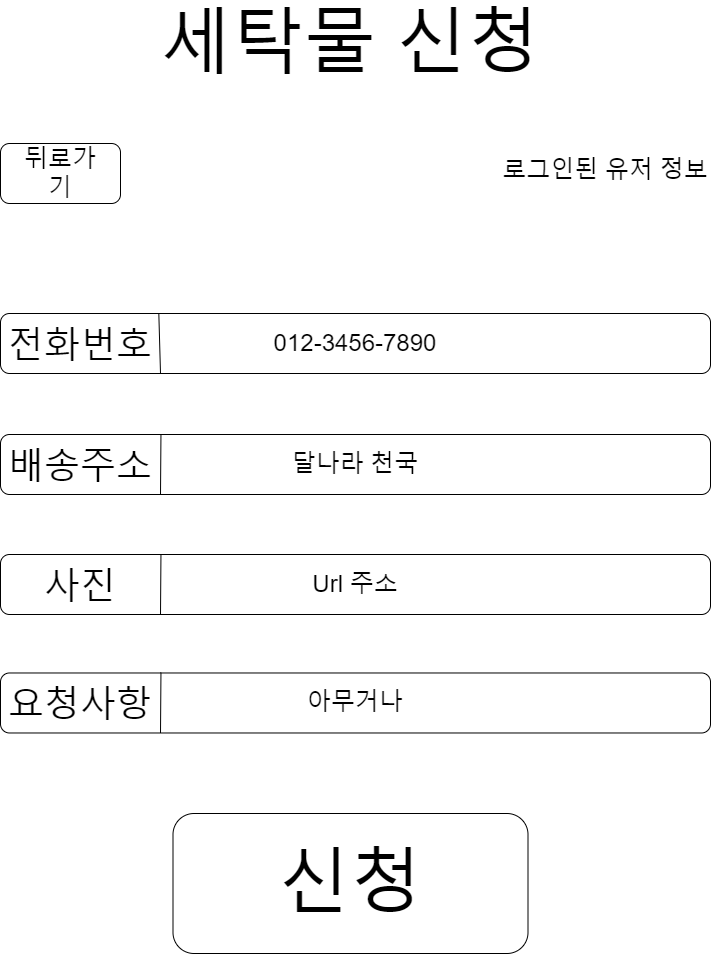 세탁물 신청
뒤로가
기
로그인된 유저 정보
전화번호 012-3456-7890
배송주소 달나라 천국
사진 Url 주소
요청사항 아무거나
신청